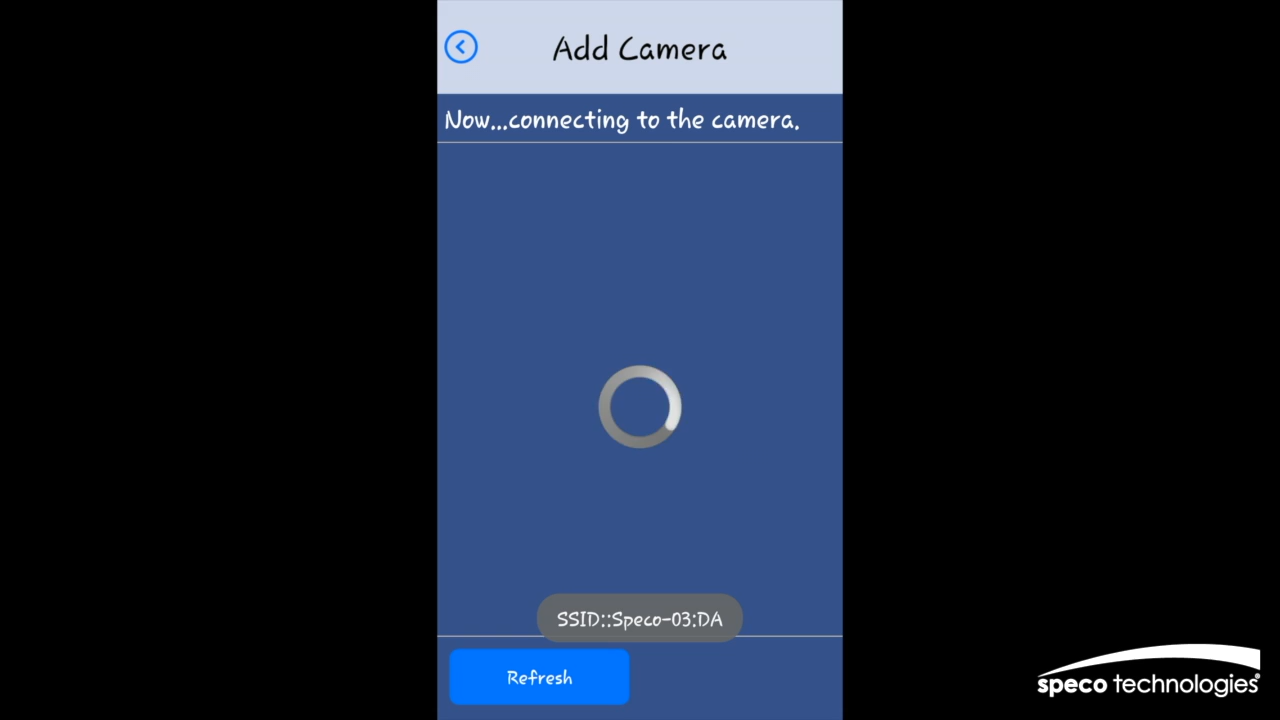 Add Camera
Now...connecting to the camera.
SSID::Speco-03:DA
Refresh
speco technologies®